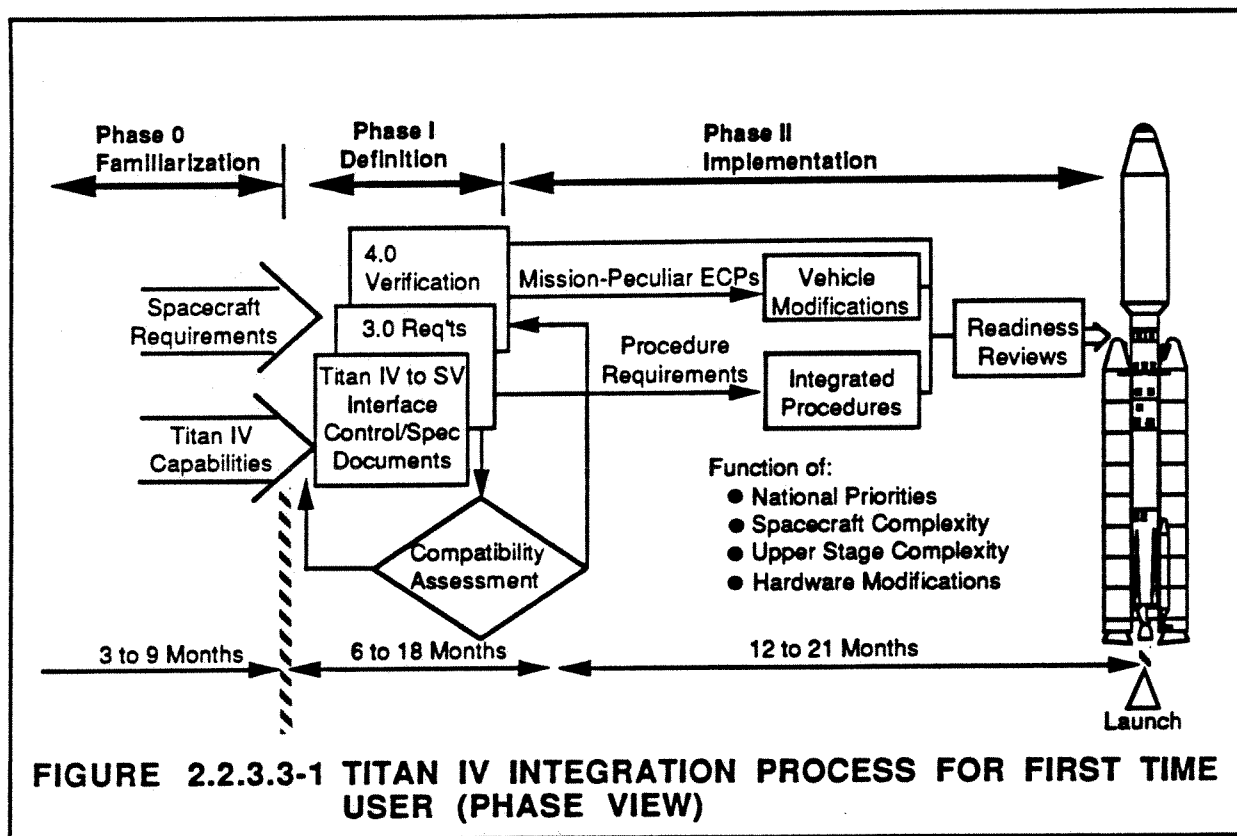 Phase 0
Familiarization
Phase I
Definition
Phase II
Implementation
Spacecraft
Requirements
Titan IV
Capabilities
4.0
Verification
3.0 Req'ts
Titan IV to SV
Interface
Control/Spec
Documents
Compatibility
Assessment
Mission-Peculiar ECPs
Procedure
Requirements
Vehicle
Modifications
Integrated
Procedures
Readiness
Reviews
Function of:
● National Priorities
● Spacecraft Complexity
● Upper Stage Complexity
● Hardware Modifications
3 to 9 Months
6 to 18 Months
12 to 21 Months
Launch
FIGURE 2.2.3.3-1 TITAN IV INTEGRATION PROCESS FOR FIRST TIME
USER (PHASE VIEW)